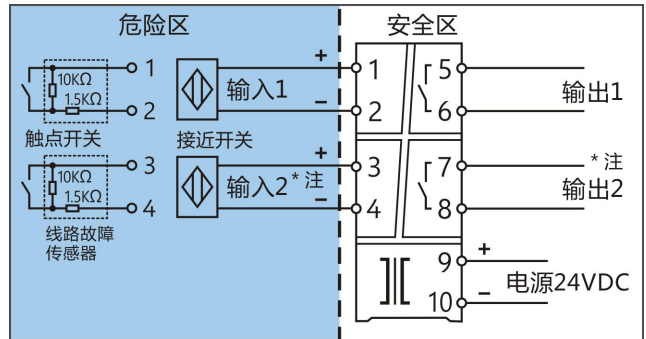 危险区
安全区
10KΩ
1.5KΩ
1
2
触点开关
接近开关
输入1
+
−
1
2
5
6
输出1
10KΩ
1.5KΩ
3
4
线路故障
传感器
输入2*注
+
−
3
4
7
8
*注
输出2
9
10
+
−
电源24VDC